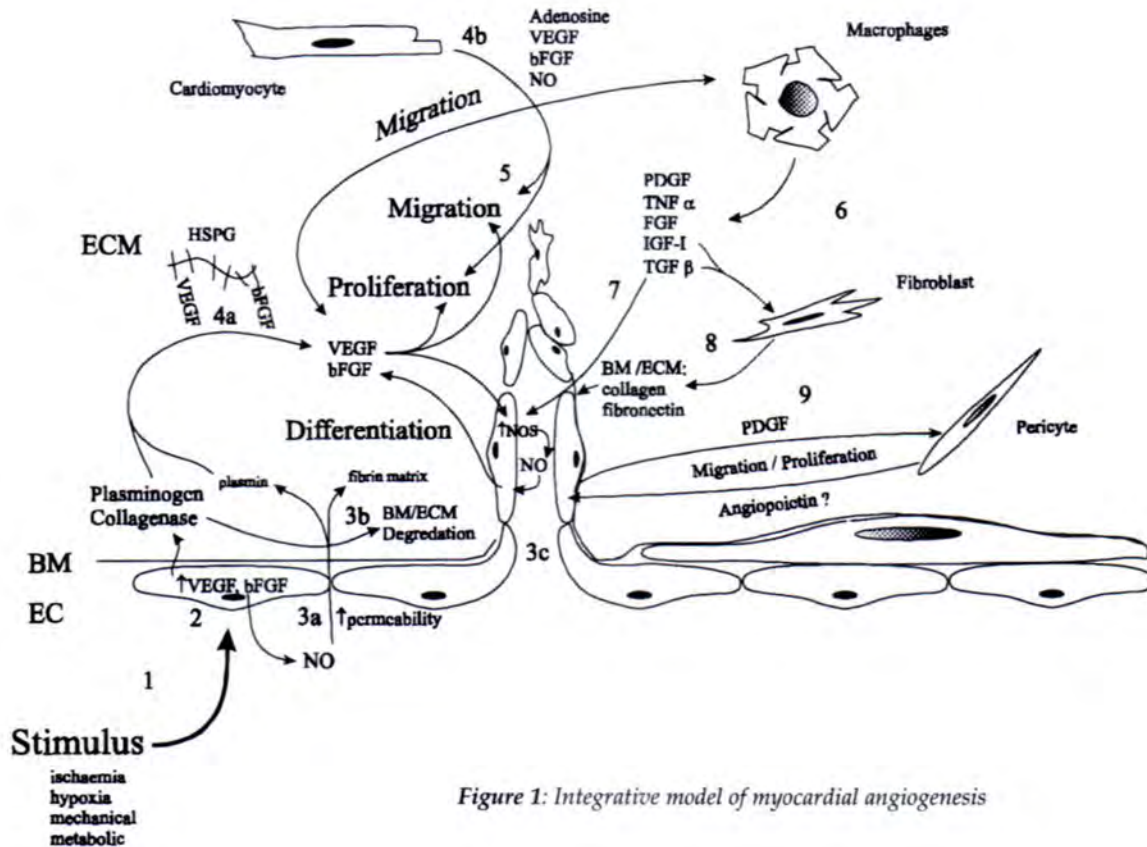 4b
Adenosine
VEGF
bFGF
NO
Macrophages
Cardiomyocyte
Migration
5
Migration
PDGF
TNF α
FGF
IGF-I
TGF β
6
ECM
HSPG
VEGF
bFGF
4a
Proliferation
7
Fibroblast
VEGF
bFGF
8
BM /ECM:
collagen
fibronectin
9
Differentiation
↑NOS
NO
PDGF
Pericyte
Migration / Proliferation
Angiopoictin ?
plasmin
fibrin matrix
Plasminogcn
Collagenase
3b
BM/ECM
Degredation
BM
3c
EC
↑VEGF, bFGF
2
3a
↑permeability
NO
1
Stimulus
ischaemia
hypoxia
mechanical
metabolic
Figure 1: Integrative model of myocardial angiogenesis